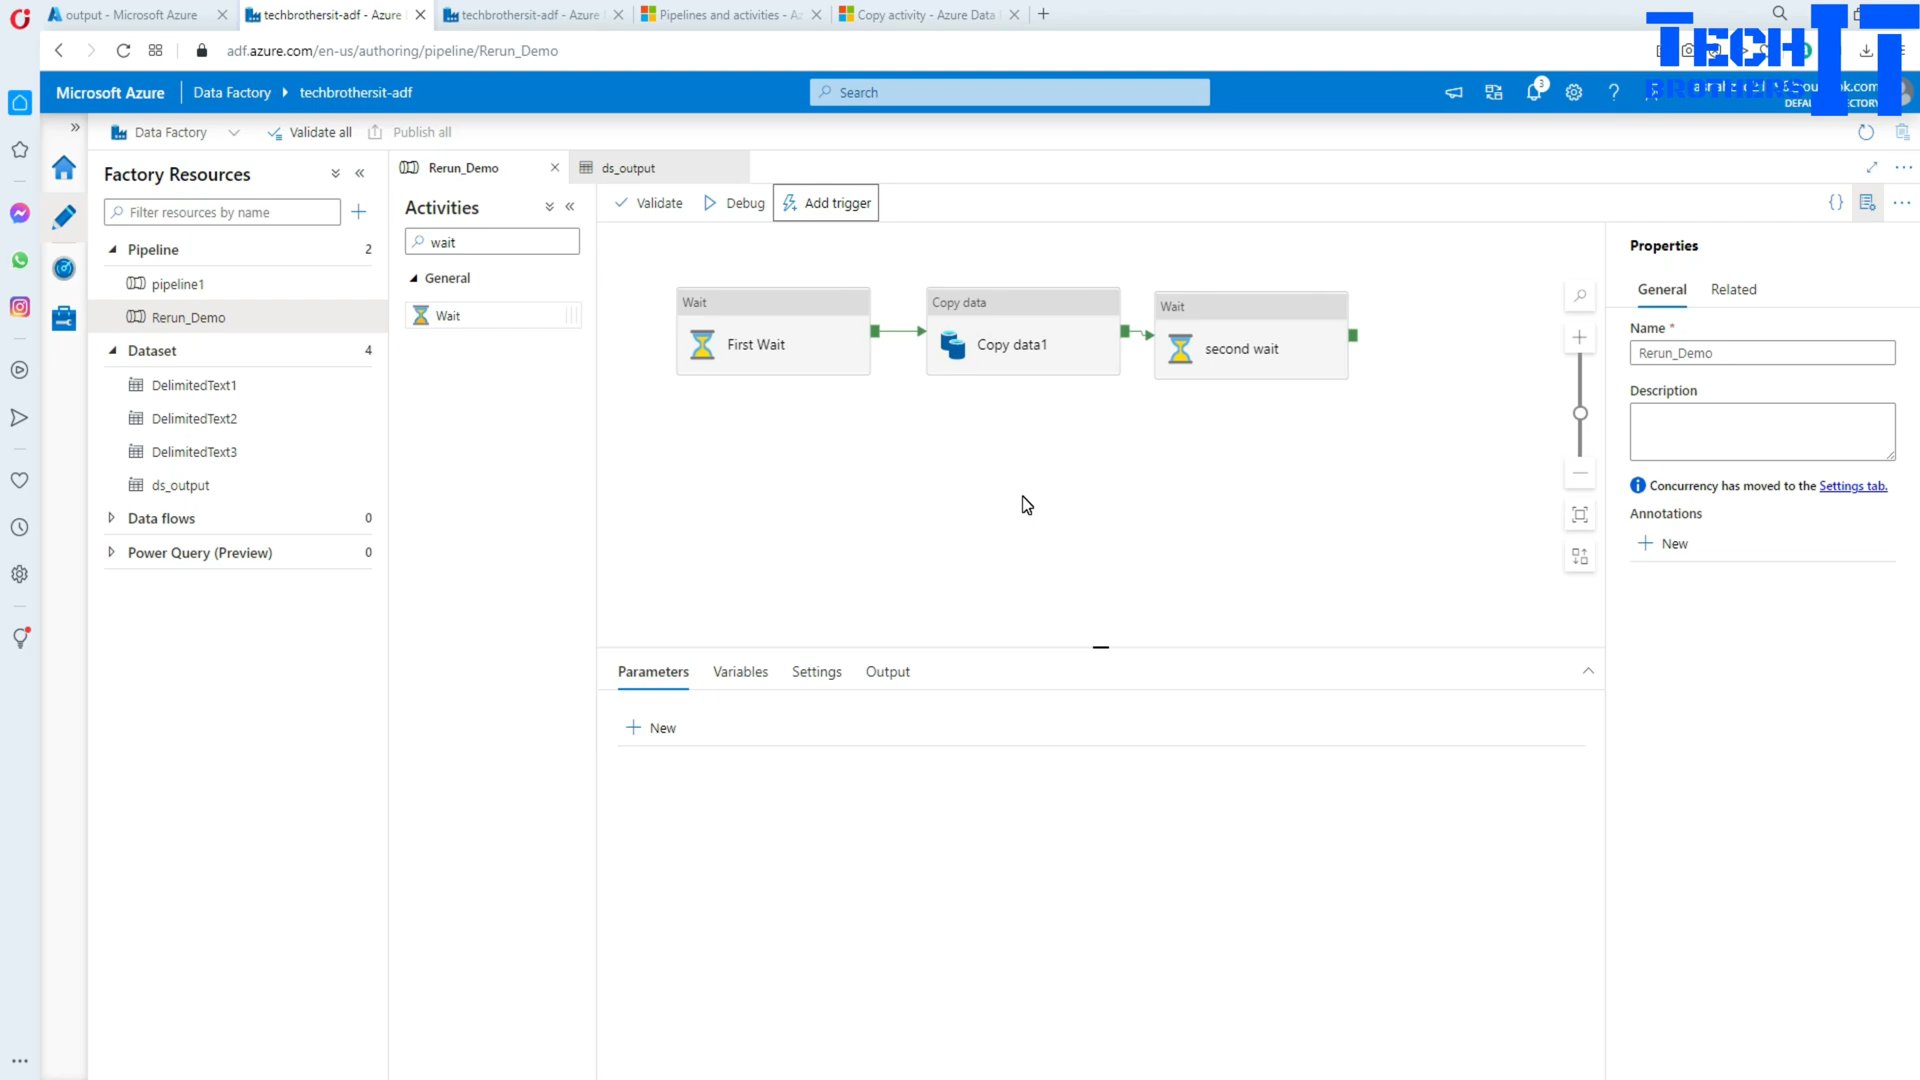 output - Microsoft Azure
techbrothersit-adf - Azure
techbrothersit-adf - Azure
Pipelines and activities - Az
Copy activity - Azure Data
adf.azure.com/en-us/authoring/pipeline/Rerun_Demo
TECH IT
BROTHERS
Microsoft Azure
Data Factory
techbrothersit-adf
Search
3
Data Factory
Validate all
Publish all
Factory Resources
Filter resources by name
Pipeline 2
pipeline1
Rerun_Demo
Dataset 4
DelimitedText1
DelimitedText2
DelimitedText3
ds_output
Data flows 0
Power Query (Preview) 0
Rerun_Demo
ds_output
Activities
wait
General
Wait
Validate
Debug
Add trigger
Wait
First Wait
Copy data
Copy data1
Wait
second wait
Parameters
Variables
Settings
Output
New
Properties
General
Related
Name *
Rerun_Demo
Description
Concurrency has moved to the Settings tab.
Annotations
New